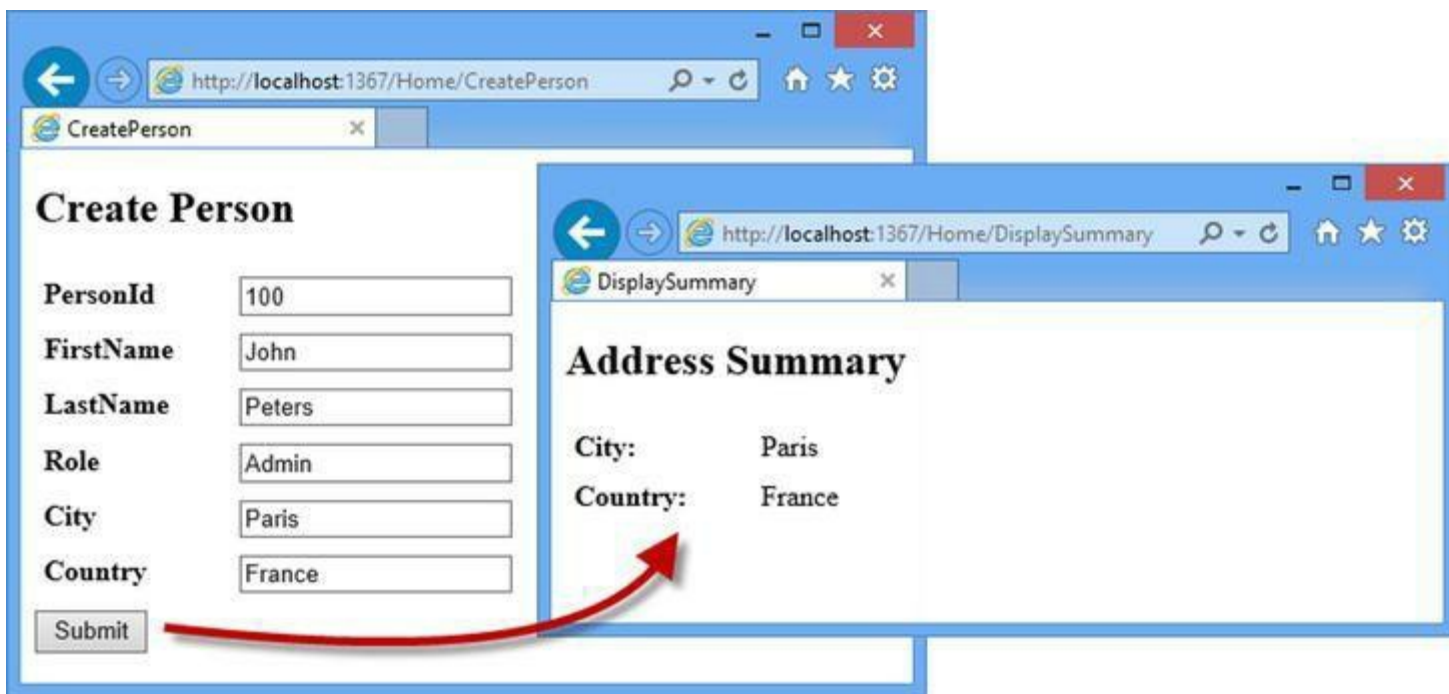 http://localhost:1367/Home/CreatePerson
CreatePerson
Create Person
PersonId 100
FirstName John
LastName Peters
Role Admin
City Paris
Country France
Submit
http://localhost:1367/Home/DisplaySummary
DisplaySummary
Address Summary
City: Paris
Country: France